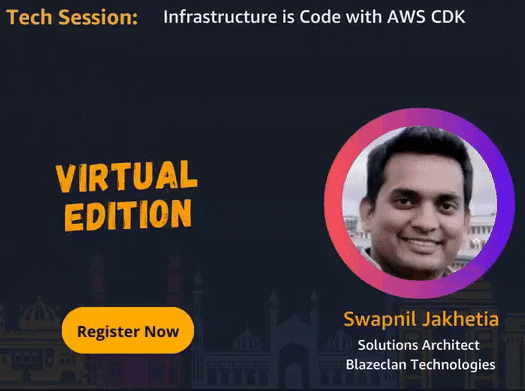 Tech Session: Infrastructure is Code with AWS CDK
VIRTUAL
EDITION
Register Now
Swapnil Jakhetia
Solutions Architect
Blazeclan Technologies